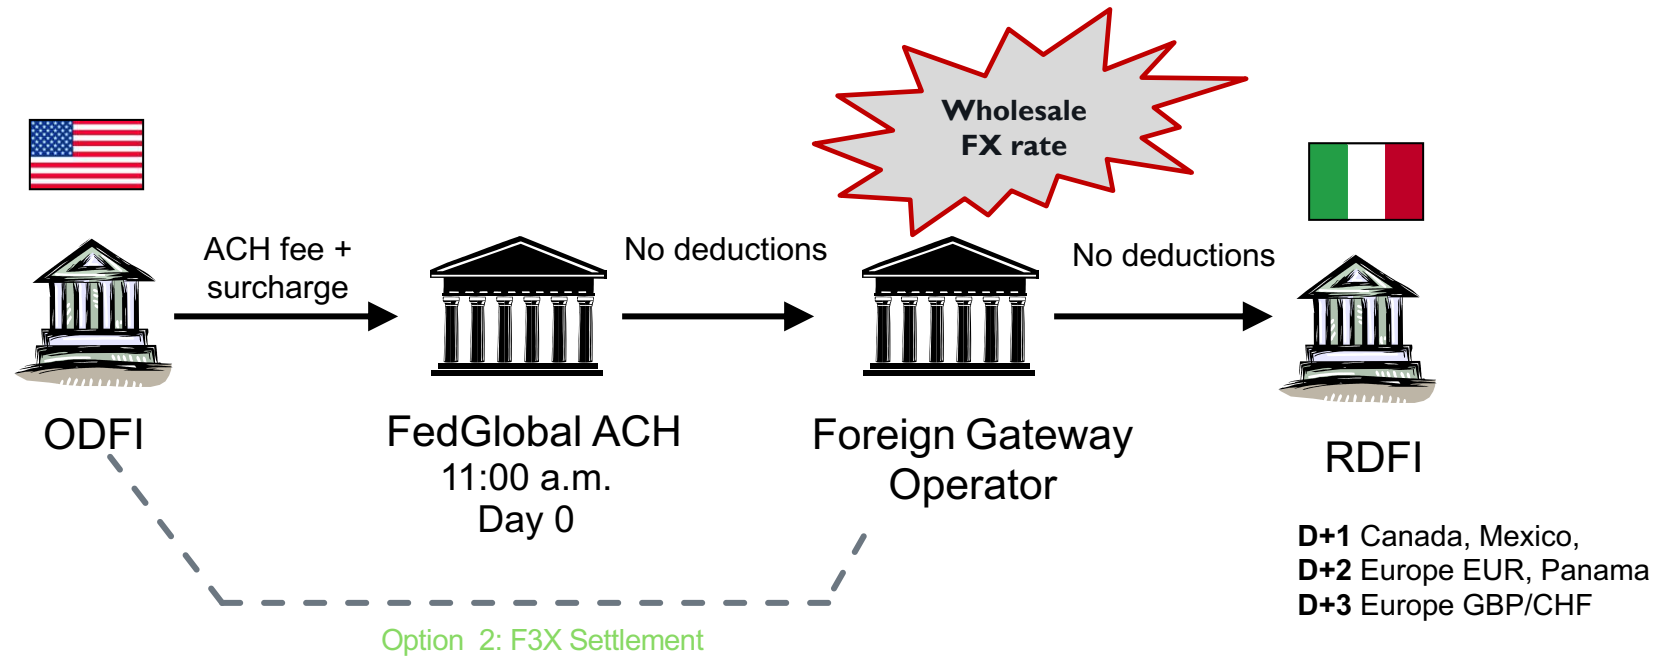 Wholesale
FX rate
ACH fee +
surcharge
No deductions
No deductions
ODFI
FedGlobal ACH
11:00 a.m.
Day 0
Foreign Gateway
Operator
RDFI
D+1 Canada, Mexico,
D+2 Europe EUR, Panama
D+3 Europe GBP/CHF
Option 2: F3X Settlement